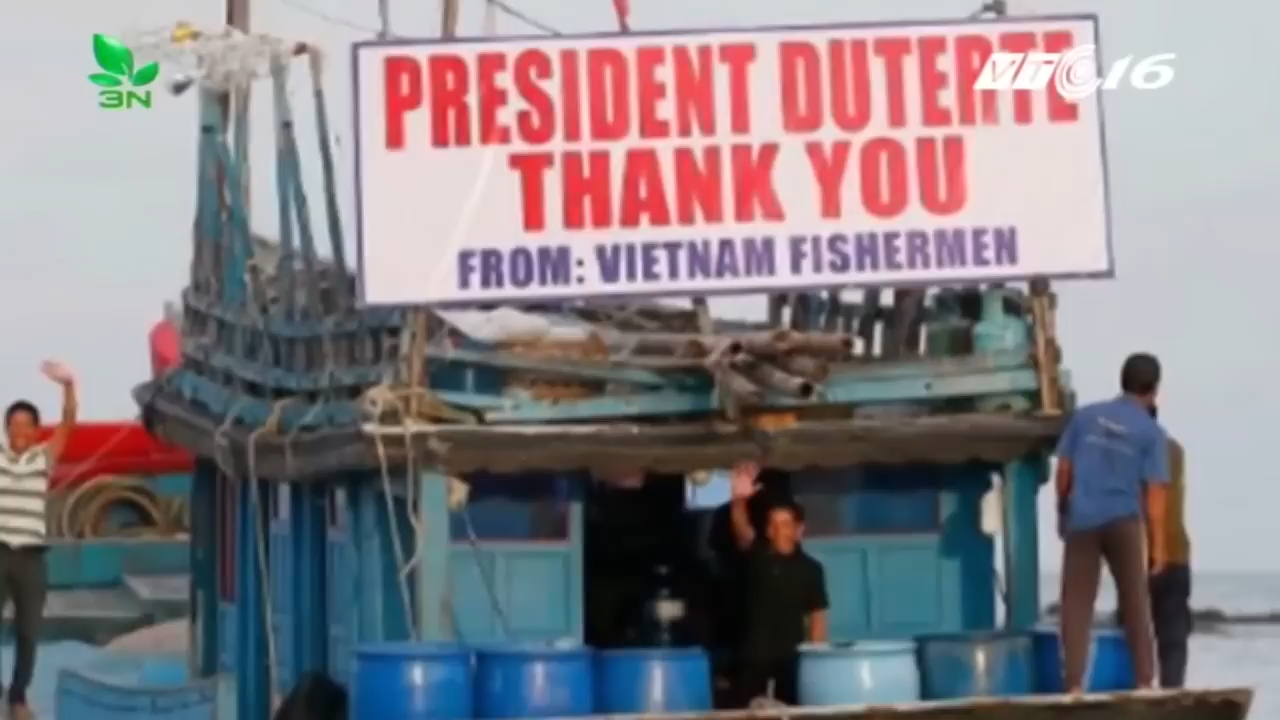 3N
VTC16
PRESIDENT DUTERTE
THANK YOU
FROM: VIETNAM FISHERMEN